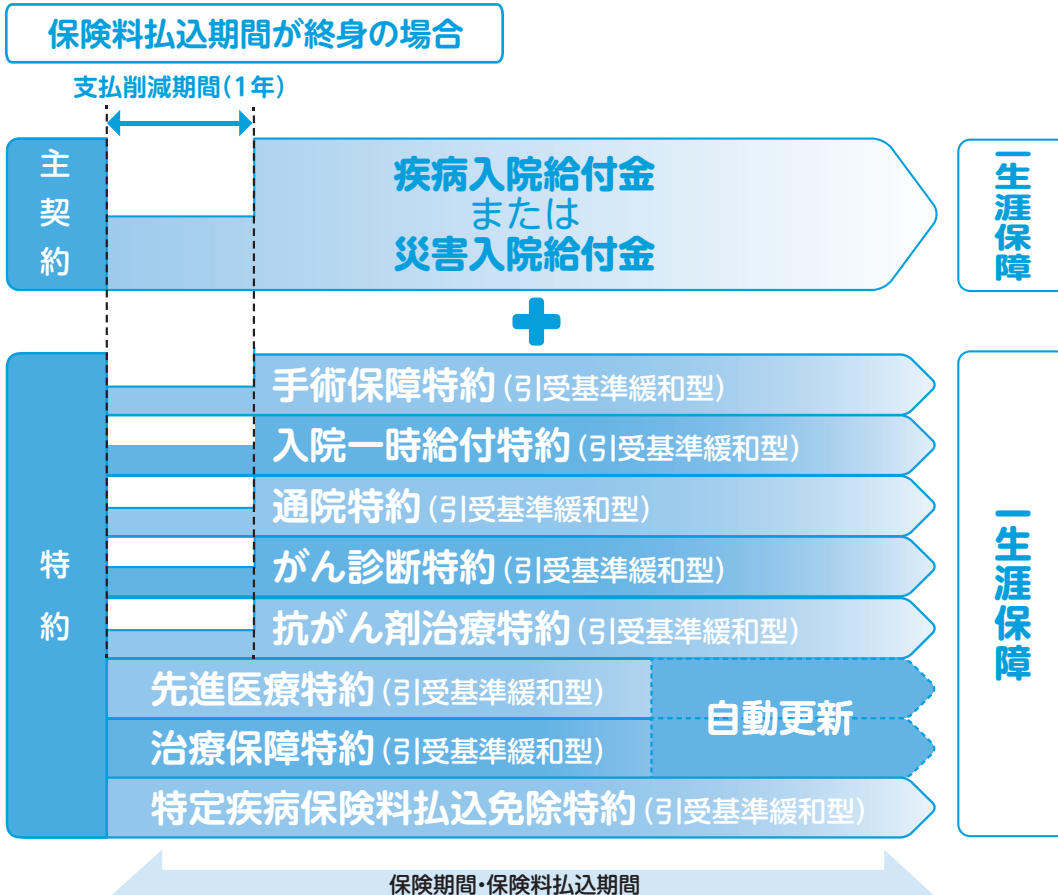 保険料払込期間が終身の場合
支払削減期間(1年)
主契約
疾病入院給付金
または
災害入院給付金
一生涯保障
特約
手術保障特約(引受基準緩和型)
入院一時給付特約(引受基準緩和型)
通院特約(引受基準緩和型)
がん診断特約(引受基準緩和型)
抗がん剤治療特約(引受基準緩和型)
先進医療特約(引受基準緩和型)
治療保障特約(引受基準緩和型)
自動更新
特定疾病保険料払込免除特約(引受基準緩和型)
一生涯保障
保険期間・保険料払込期間